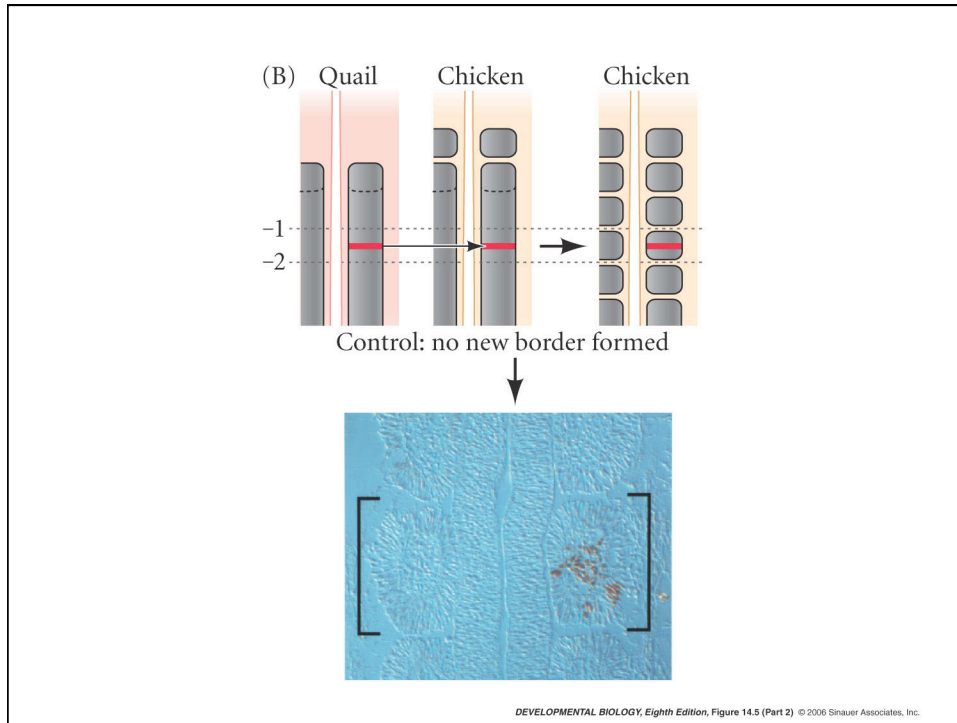 (B) Quail Chicken Chicken
–1
–2
Control: no new border formed
DEVELOPMENTAL BIOLOGY, Eighth Edition, Figure 14.5 (Part 2) © 2006 Sinauer Associates, Inc.